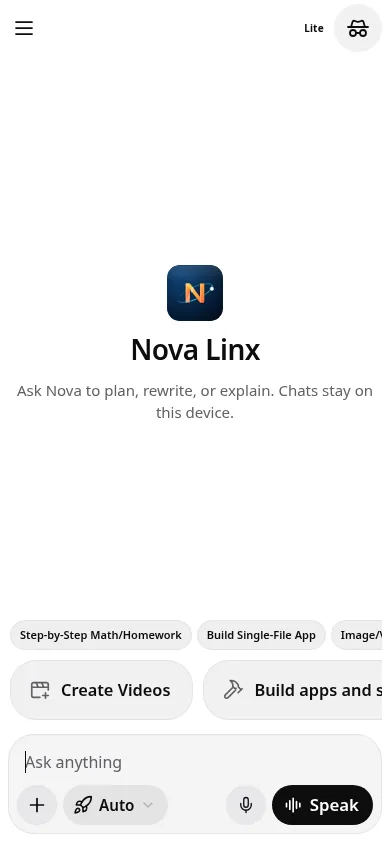 Lite
N
Nova Linx
Ask Nova to plan, rewrite, or explain. Chats stay on
this device.
Step-by-Step Math/Homework
Build Single-File App
Image/
Create Videos
Build apps and s
Ask anything
Auto
Speak